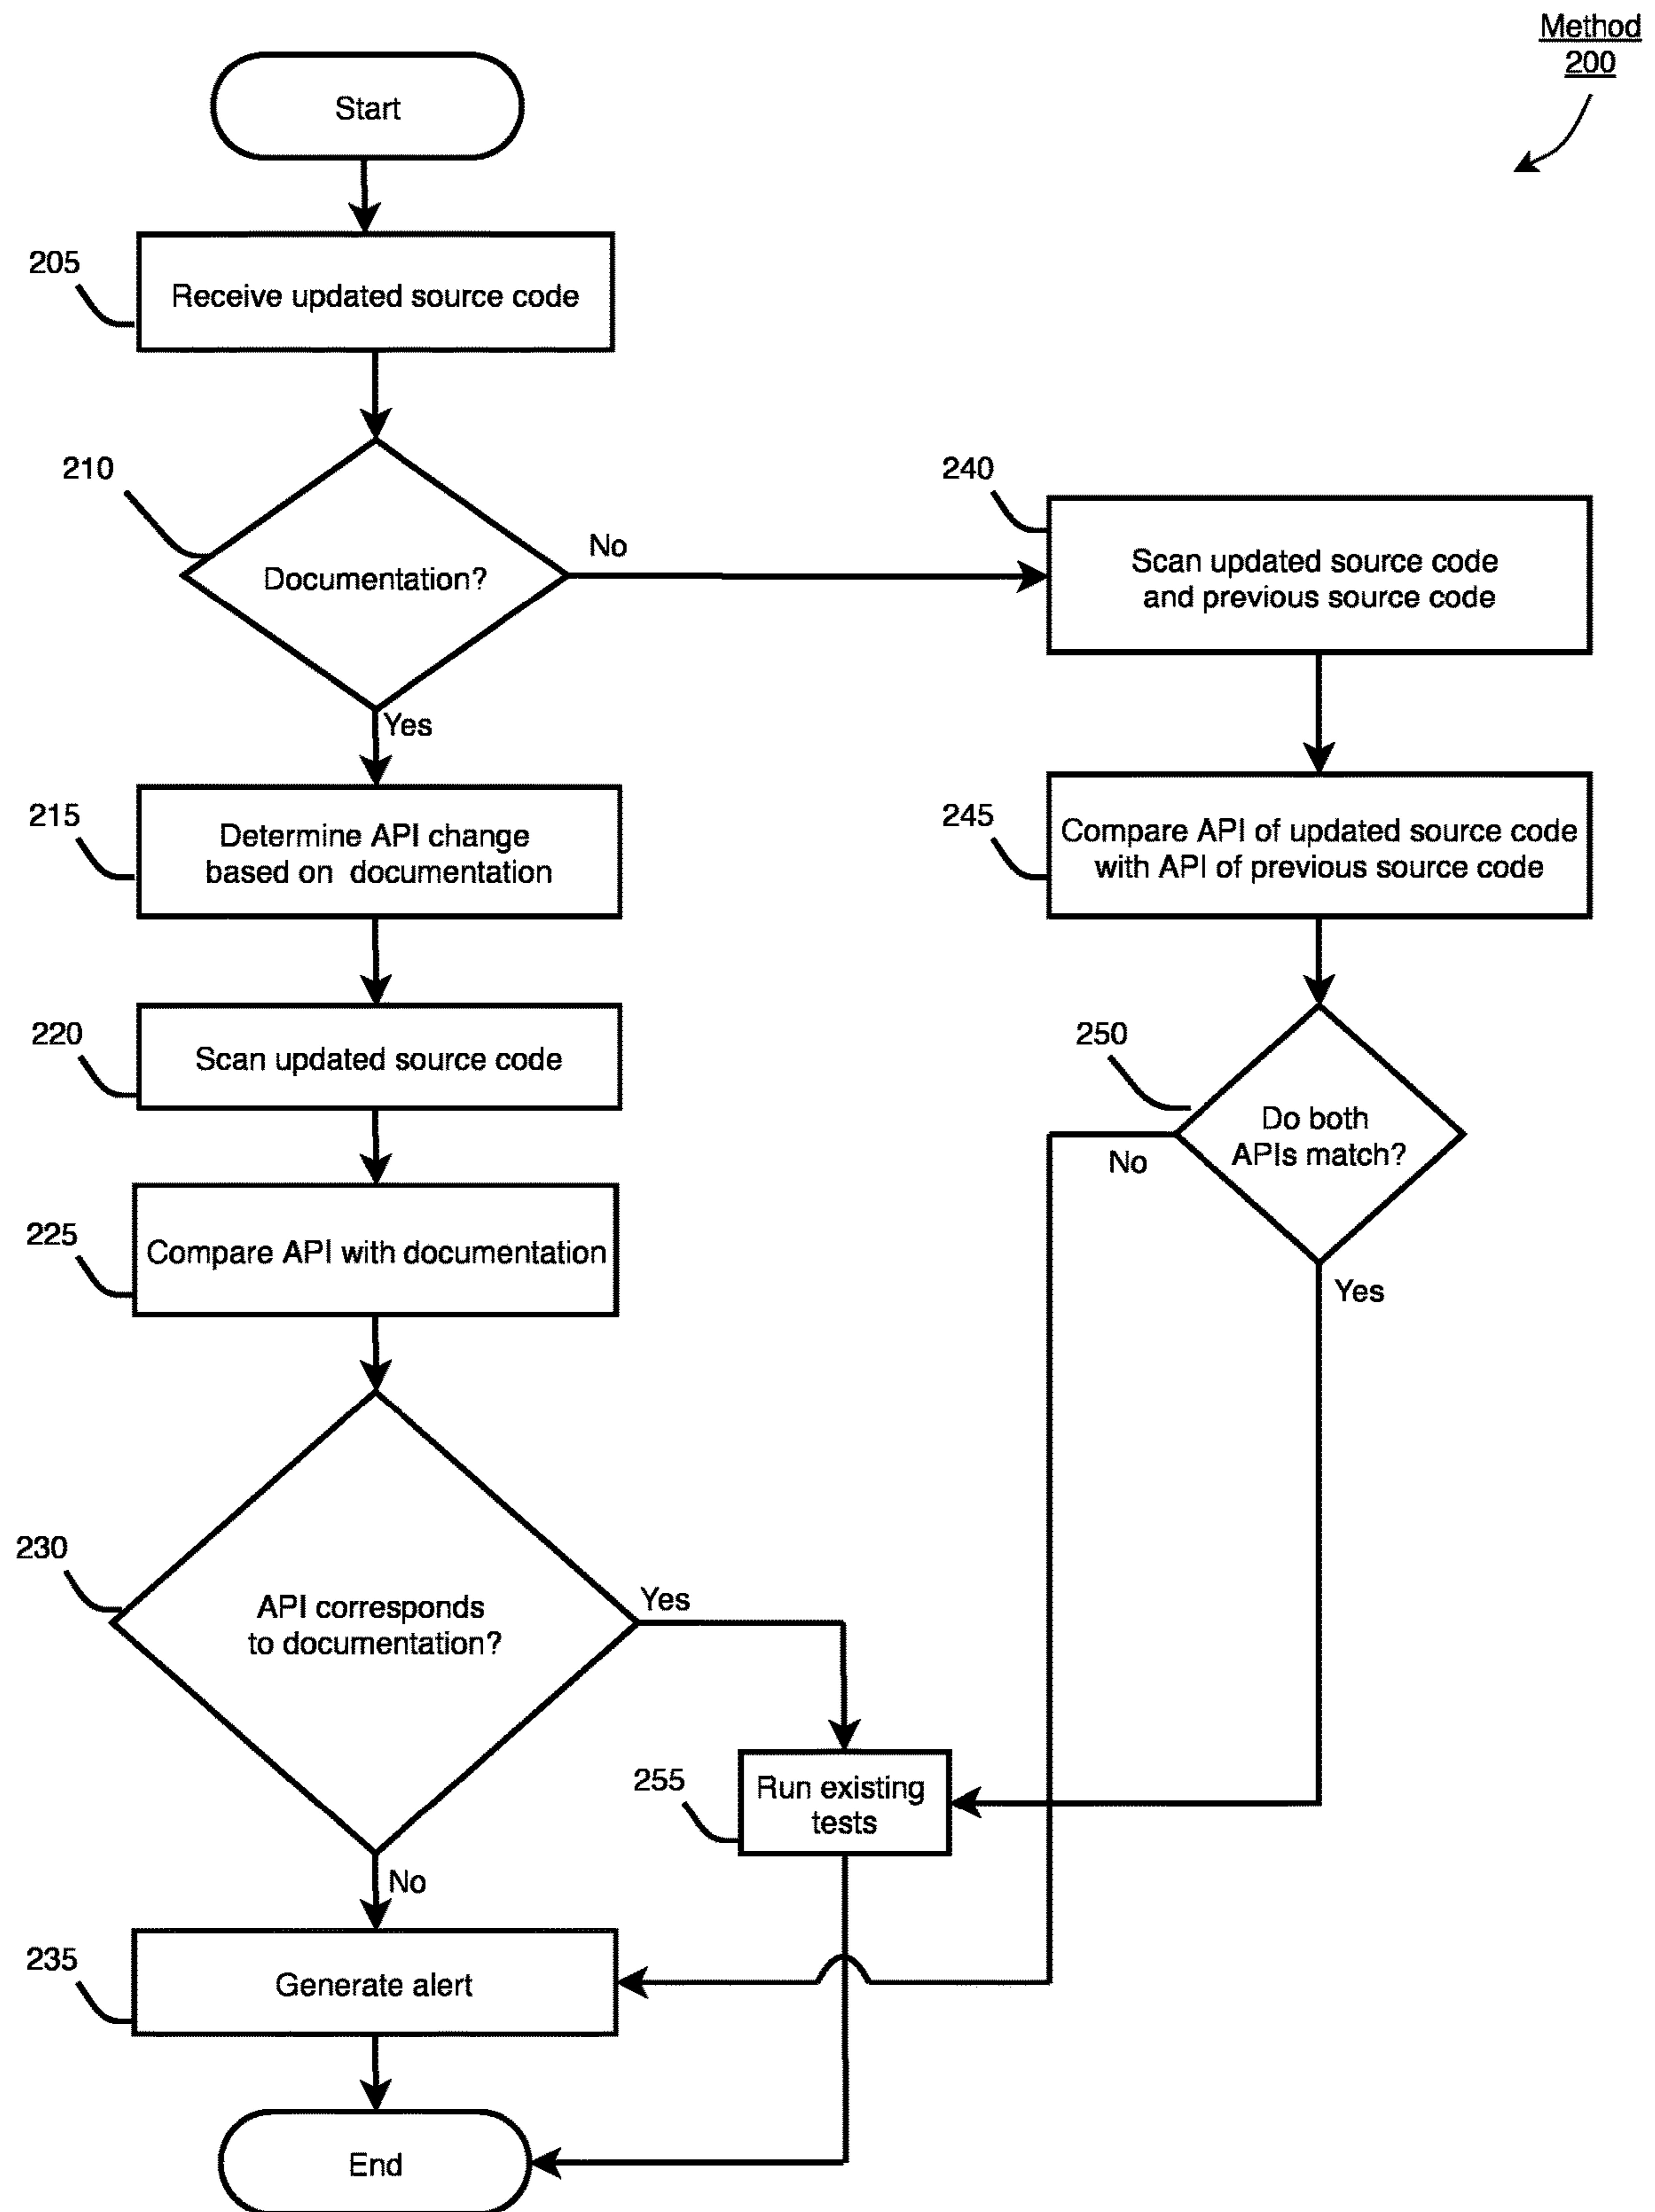 Method
200
Start
205
Receive updated source code
210
Documentation?
No
Yes
240
Scan updated source code
and previous source code
215
Determine API change
based on documentation
245
Compare API of updated source code
with API of previous source code
220
Scan updated source code
250
Do both
APIs match?
No
Yes
225
Compare API with documentation
230
API corresponds
to documentation?
Yes
No
255
Run existing
tests
235
Generate alert
End